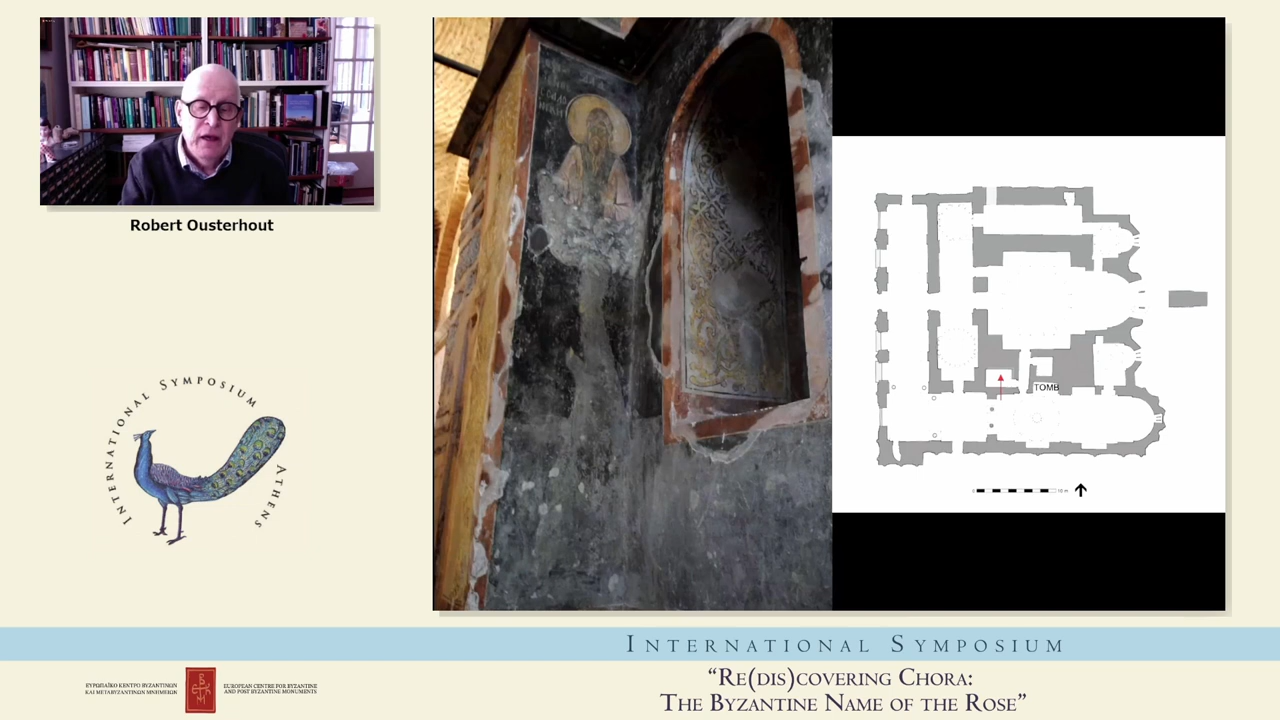 Robert Ousterhout
INTERNATIONAL SYMPOSIUM
ATHENS
TOMB
10 m
INTERNATIONAL SYMPOSIUM
ΕΥΡΩΠΑΪΚΟ ΚΕΝΤΡΟ ΒΥΖΑΝΤΙΝΩΝ
ΚΑΙ ΜΕΤΑΒΥΖΑΝΤΙΝΩΝ ΜΝΗΜΕΙΩΝ
EUROPEAN CENTRE FOR BYZANTINE
AND POST BYZANTINE MONUMENTS
“RE(DIS)COVERING CHORA:
THE BYZANTINE NAME OF THE ROSE”